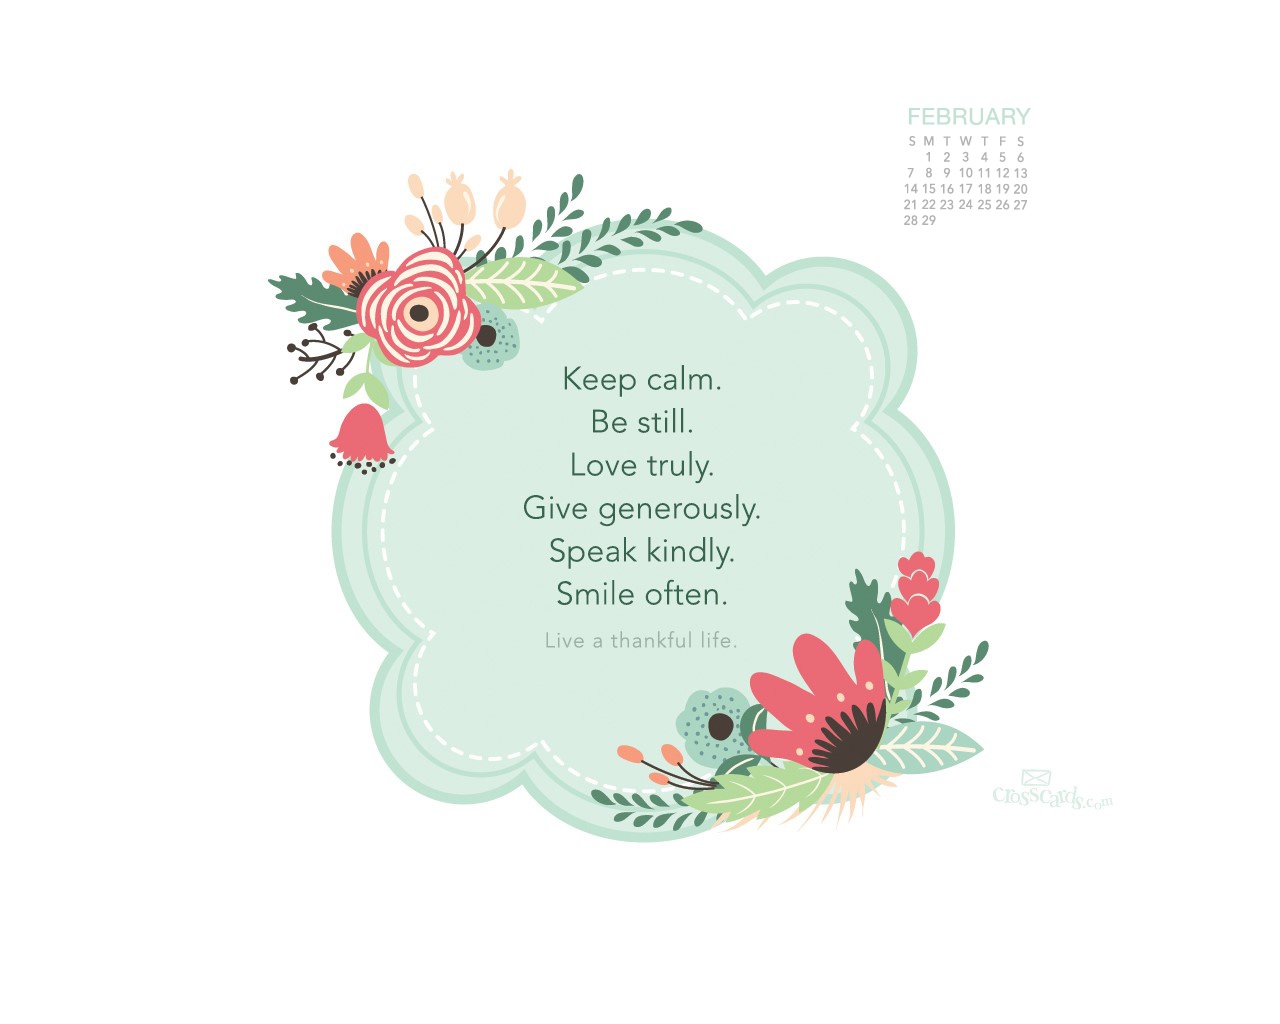 FEBRUARY
S M T W T F S
1 2 3 4 5 6
7 8 9 10 11 12 13
14 15 16 17 18 19 20
21 22 23 24 25 26 27
28 29
Keep calm.
Be still.
Love truly.
Give generously.
Speak kindly.
Smile often.
Live a thankful life.
crosscards.com